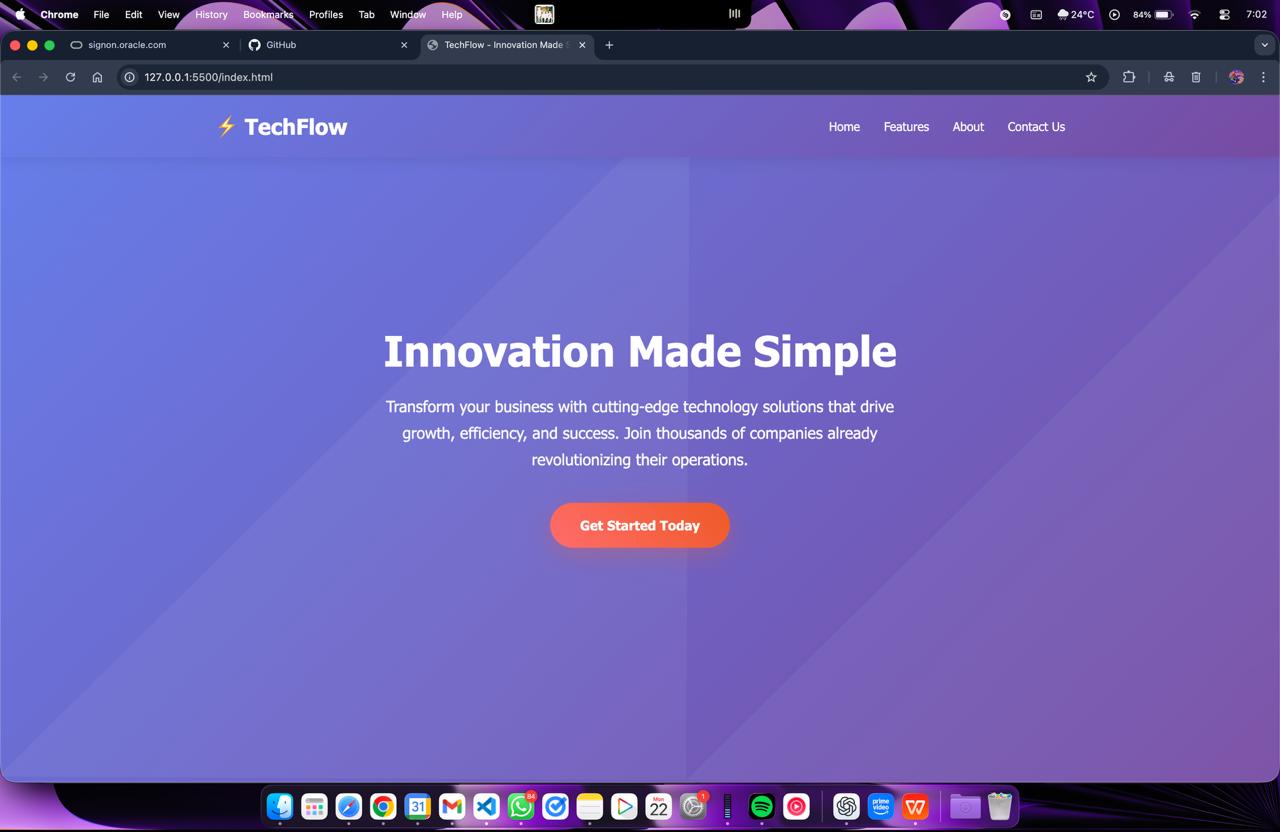 Chrome File Edit View History Bookmarks Profiles Tab Window Help 24°C 84% 7:02
signon.oracle.com GitHub TechFlow - Innovation Made S
127.0.0.1:5500/index.html
⚡ TechFlow Home Features About Contact Us
Innovation Made Simple
Transform your business with cutting-edge technology solutions that drive
growth, efficiency, and success. Join thousands of companies already
revolutionizing their operations.
Get Started Today
31 84 Mon 22 1 prime video